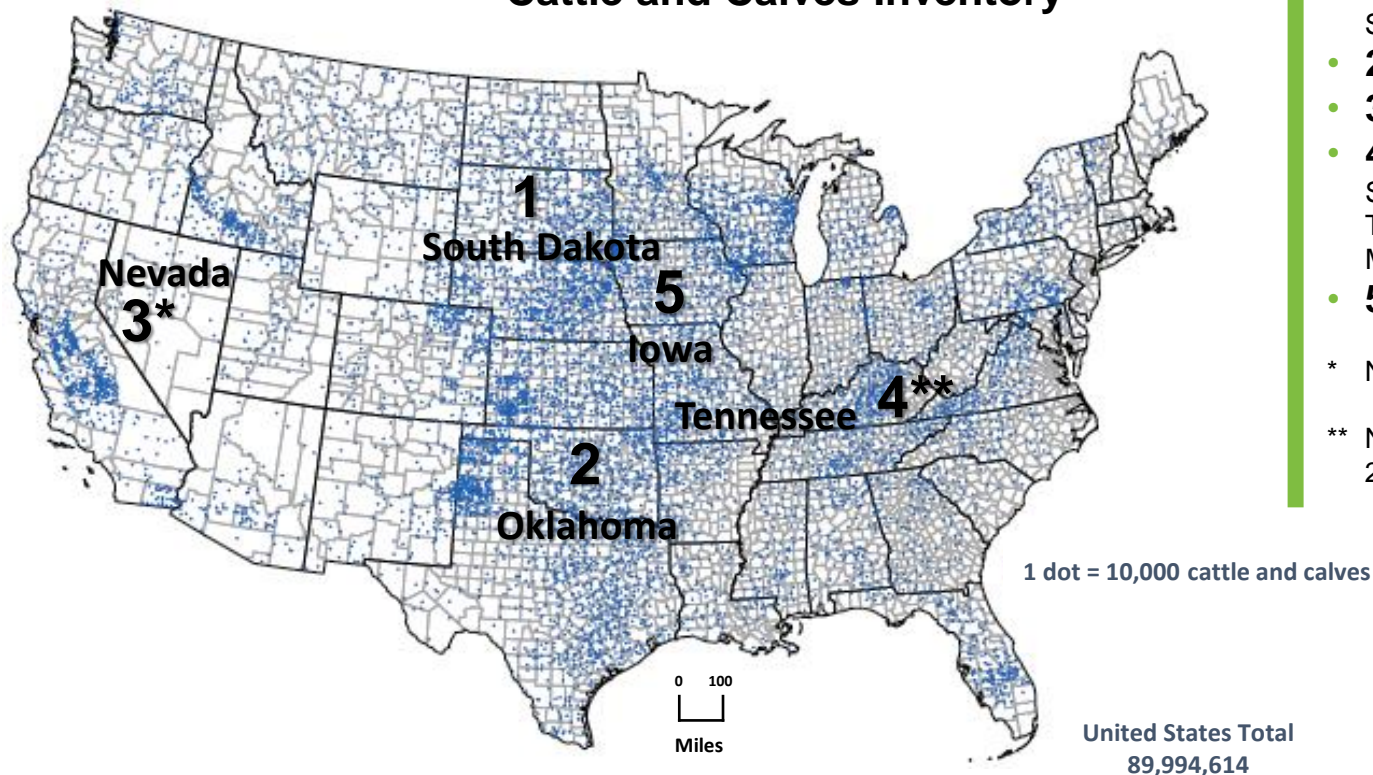 Cattle and Calves Inventory
1
South Dakota
Nevada
3*
5
Iowa
Tennessee
4**
2
Oklahoma
1 dot = 10,000 cattle and calves
0 100
Miles
United States Total
89,994,614
• 2
• 3
• 4
• 5
*
**
2